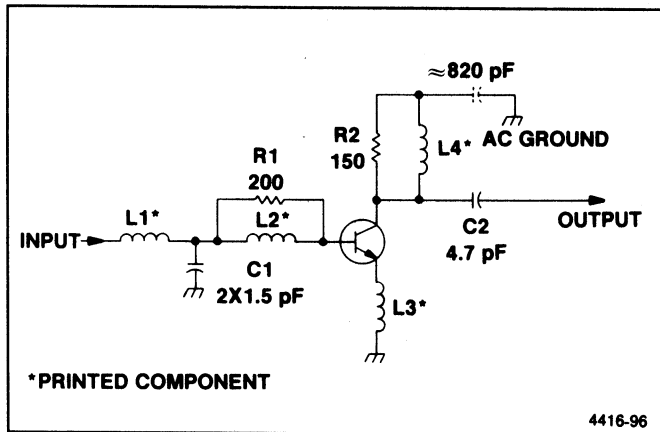 ≈820 pF
R2
150
L4*
AC GROUND
R1
200
L1*
L2*
INPUT
C1
2X1.5 pF
C2
4.7 pF
OUTPUT
L3*
*PRINTED COMPONENT
4416-96